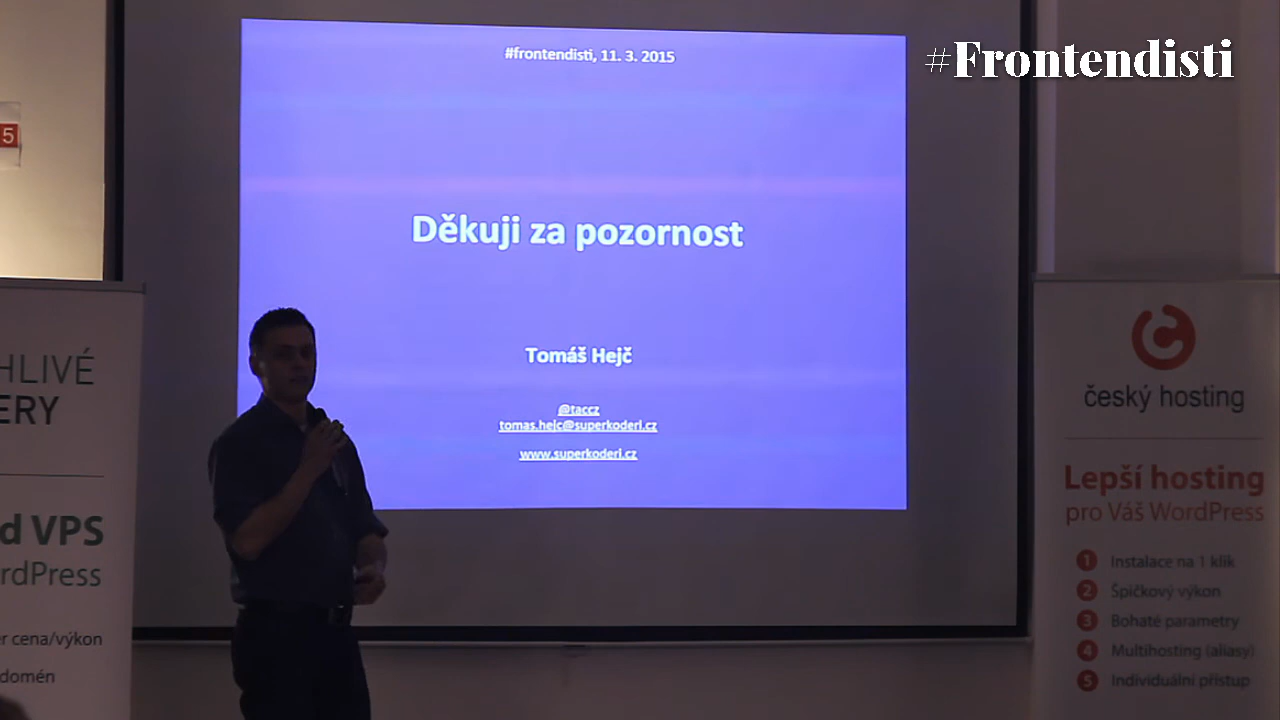 #Frontendisti
#frontendisti, 11. 3. 2015
Děkuji za pozornost
Tomáš Hejč
@taccz
tomas.hejc@superkoderi.cz
www.superkoderi.cz
5
HLIVÉ
ERY
d VPS
rdPress
r cena/výkon
domén
český hosting
Lepší hosting
pro Váš WordPress
1 Instalace na 1 klik
2 Špičkový výkon
3 Bohaté parametry
4 Multihosting (aliasy)
5 Individuální přístup